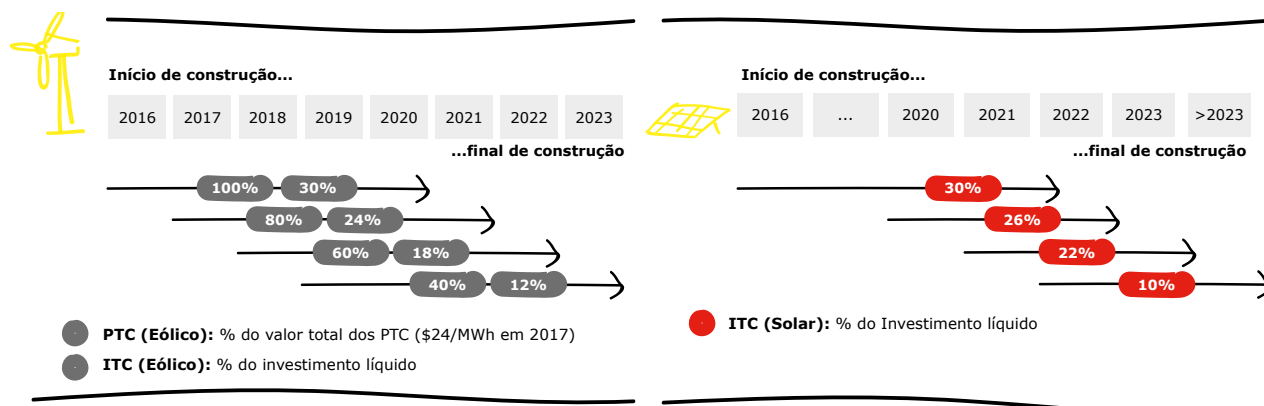 Início de construção...
2016 2017 2018 2019 2020 2021 2022 2023
...final de construção
100% 30%
80% 24%
60% 18%
40% 12%
PTC (Eólico): % do valor total dos PTC ($24/MWh em 2017)
ITC (Eólico): % do investimento líquido
Início de construção...
2016 ... 2020 2021 2022 2023 >2023
...final de construção
30%
26%
22%
10%
ITC (Solar): % do Investimento líquido